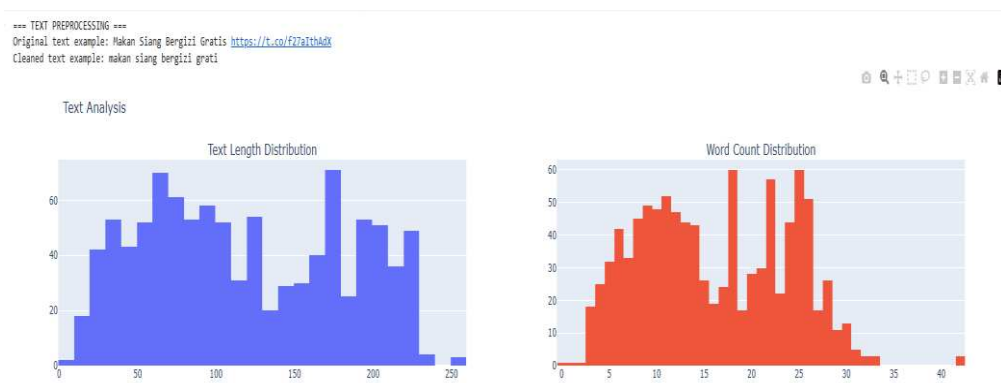 === TEXT PREPROCESSING ===
Original text example: Makan Siang Bergizi Gratis https://t.co/f27aIthAdX
Cleaned text example: makan siang bergizi grati
Text Analysis
Text Length Distribution
Word Count Distribution
60
40
20
0
0 50 100 150 200 250
60
50
40
30
20
10
0
0 5 10 15 20 25 30 35 40